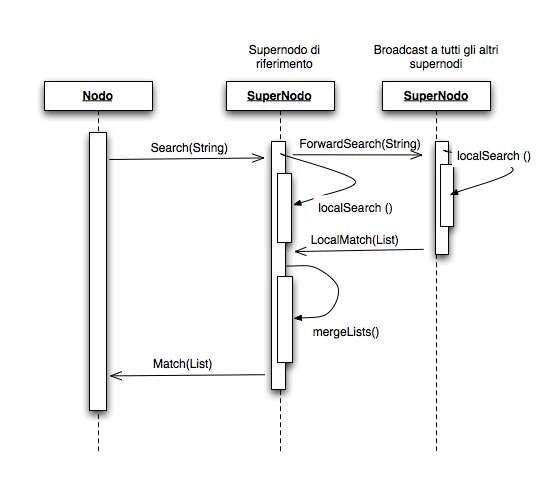 Supernodo di
riferimento
Broadcast a tutti gli altri
supernodi
Nodo
SuperNodo
SuperNodo
Search(String)
ForwardSearch(String)
localSearch ()
localSearch ()
LocalMatch(List)
mergeLists()
Match(List)